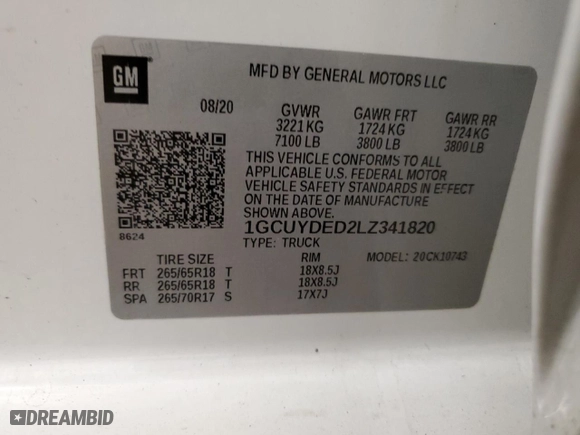 GM
MFD BY GENERAL MOTORS LLC
08/20 GVWR GAWR FRT GAWR RR
3221 KG 1724 KG 1724 KG
7100 LB 3800 LB 3800 LB
THIS VEHICLE CONFORMS TO ALL
APPLICABLE U.S. FEDERAL MOTOR
VEHICLE SAFETY STANDARDS IN EFFECT
ON THE DATE OF MANUFACTURE
SHOWN ABOVE.
1GCUYDED2LZ341820
8624
TYPE: TRUCK MODEL: 20CK10743
TIRE SIZE RIM
FRT 265/65R18 T 18X8.5J
RR 265/65R18 T 18X8.5J
SPA 265/70R17 S 17X7J
DREAMBID